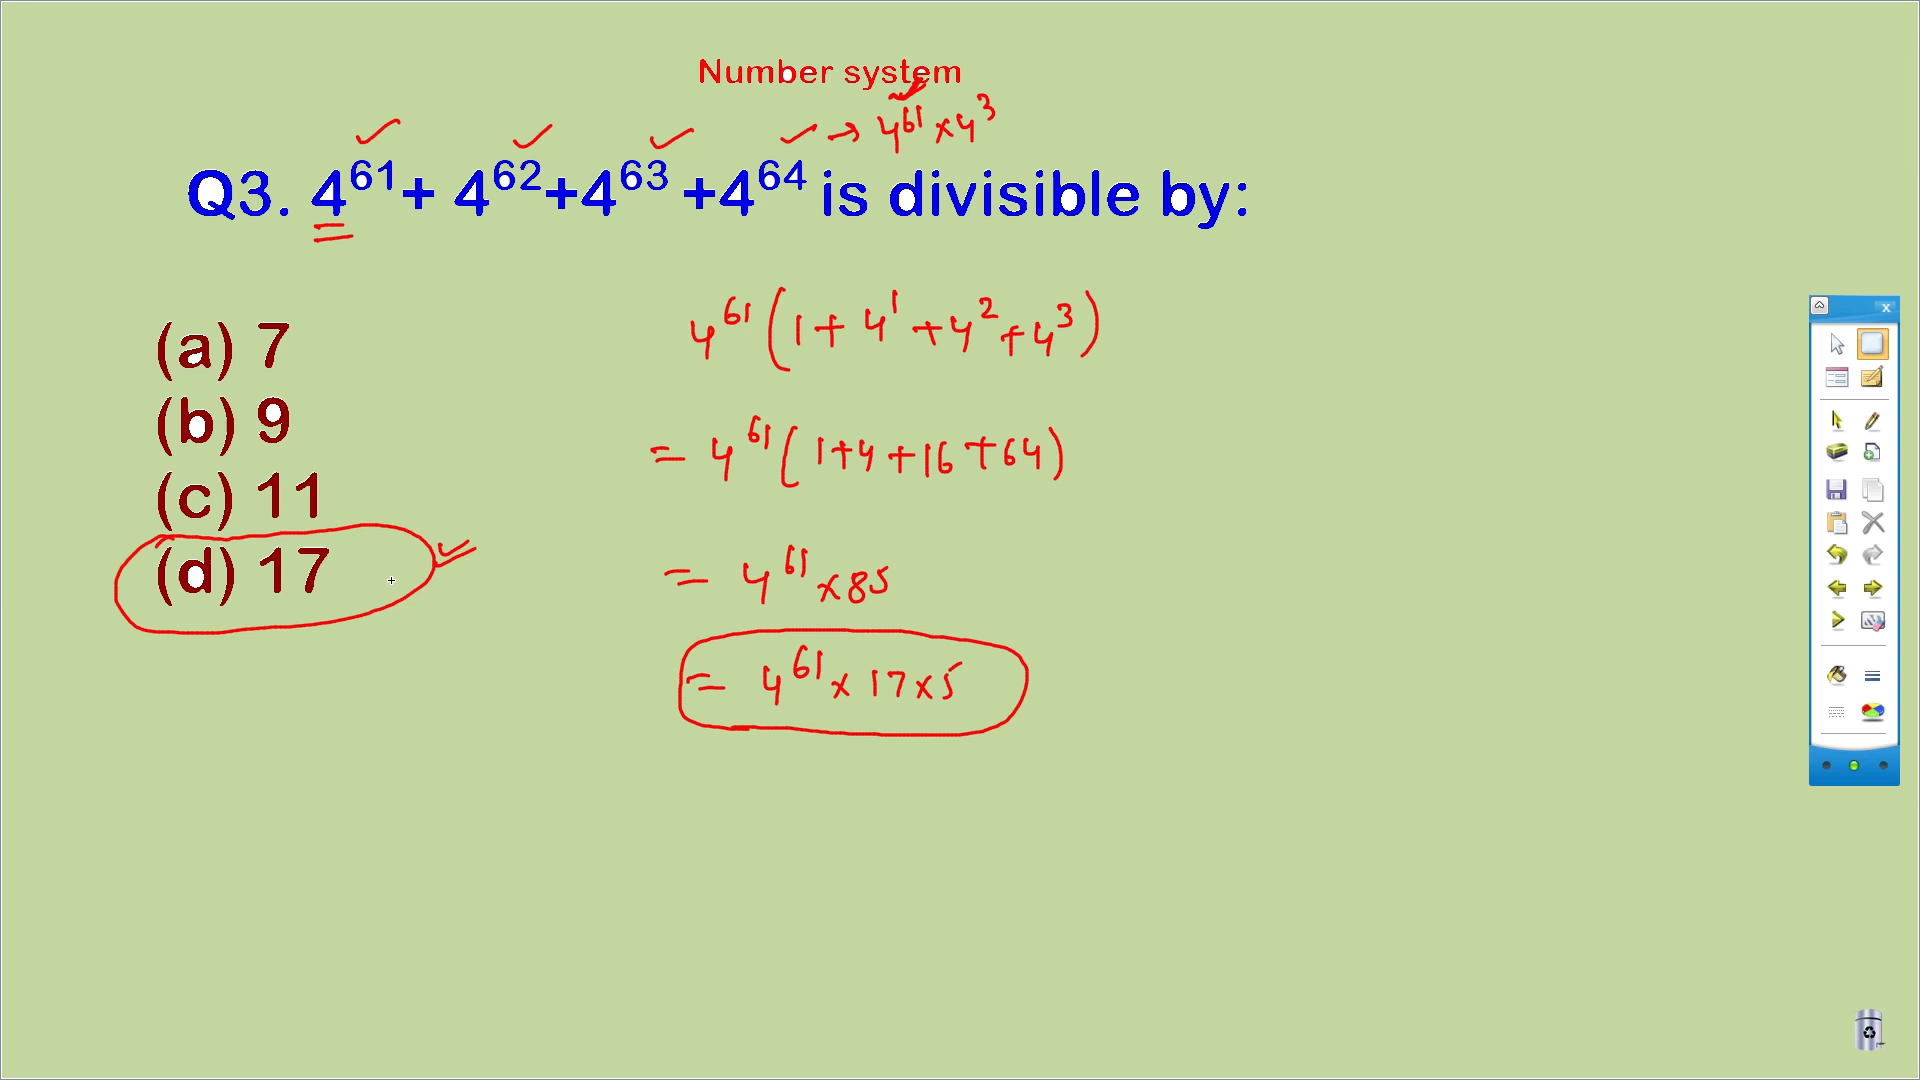 Number system
→ 4⁶¹ × 4³
Q3. 4⁶¹+ 4⁶²+4⁶³ +4⁶⁴ is divisible by:
(a) 7
(b) 9
(c) 11
(d) 17
4⁶¹(1+4¹+4²+4³)
= 4⁶¹(1+4+16+64)
= 4⁶¹×85
= 4⁶¹×17×5